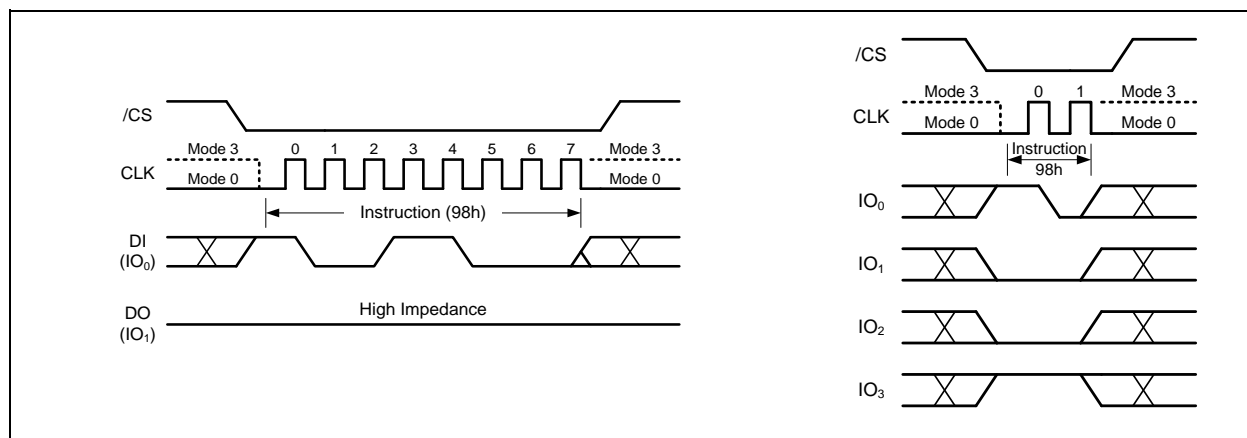 /CS
Mode 3
0 1 2 3 4 5 6 7
Mode 3
CLK
Mode 0
Mode 0
Instruction (98h)
DI
(IO₀)
DO
(IO₁)
High Impedance
/CS
Mode 3
0 1
Mode 3
CLK
Mode 0
Mode 0
Instruction
98h
IO₀
IO₁
IO₂
IO₃